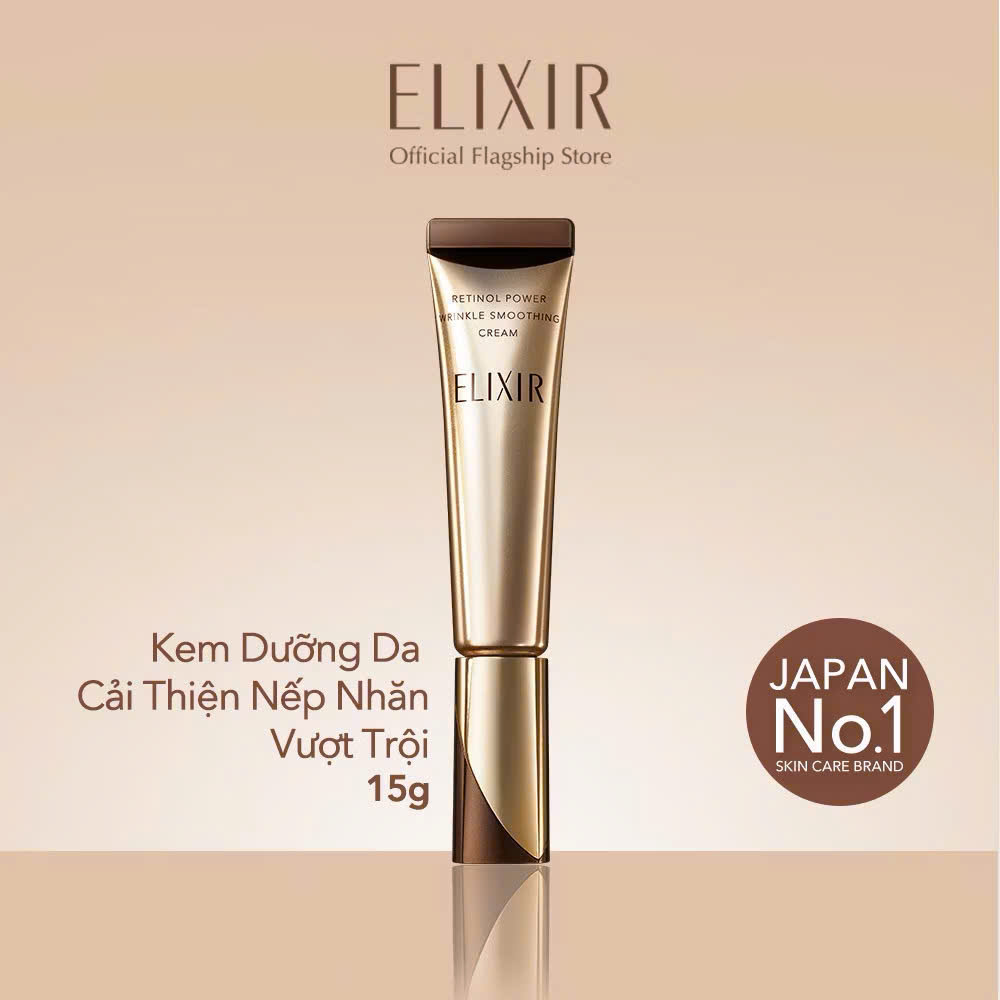 ELIXIR
Official Flagship Store
RETINOL POWER
WRINKLE SMOOTHING
CREAM
ELIXIR
Kem Dưỡng Da
Cải Thiện Nếp Nhăn
Vượt Trội
15g
JAPAN
No.1
SKIN CARE BRAND